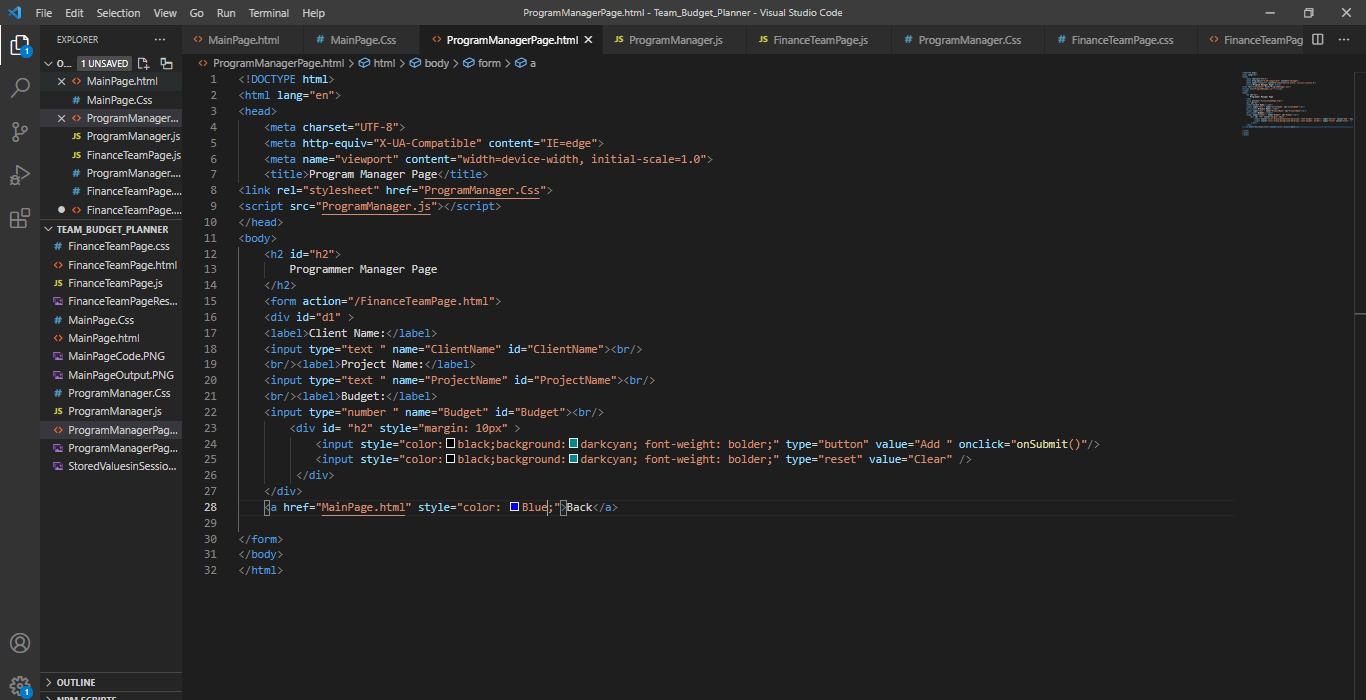 File Edit Selection View Go Run Terminal Help ProgramManagerPage.html - Team_Budget_Planner - Visual Studio Code
EXPLORER
MainPage.html MainPage.Css ProgramManagerPage.html ProgramManager.js FinanceTeamPage.js ProgramManager.Css FinanceTeamPage.css FinanceTeamPag
O... 1 UNSAVED
MainPage.html
# MainPage.Css
ProgramManager...
JS ProgramManager.js
JS FinanceTeamPage.js
# ProgramManager...
# FinanceTeamPage....
FinanceTeamPage....
TEAM_BUDGET_PLANNER
# FinanceTeamPage.css
FinanceTeamPage.html
JS FinanceTeamPage.js
FinanceTeamPageRes...
# MainPage.Css
MainPage.html
MainPageCode.PNG
MainPageOutput.PNG
# ProgramManager.Css
JS ProgramManager.js
ProgramManagerPag...
ProgramManagerPag...
StoredValuesinSessio...
OUTLINE
NPM SCRIPTS
1
1
ProgramManagerPage.html > html > body > form > a
1 <!DOCTYPE html>
2 <html lang="en">
3 <head>
4 <meta charset="UTF-8">
5 <meta http-equiv="X-UA-Compatible" content="IE=edge">
6 <meta name="viewport" content="width=device-width, initial-scale=1.0">
7 <title>Program Manager Page</title>
8 <link rel="stylesheet" href="ProgramManager.Css">
9 <script src="ProgramManager.js"></script>
10 </head>
11 <body>
12 <h2 id="h2">
13 Programmer Manager Page
14 </h2>
15 <form action="/FinanceTeamPage.html">
16 <div id="d1" >
17 <label>Client Name:</label>
18 <input type="text " name="ClientName" id="ClientName"><br/>
19 <br/><label>Project Name:</label>
20 <input type="text " name="ProjectName" id="ProjectName"><br/>
21 <br/><label>Budget:</label>
22 <input type="number " name="Budget" id="Budget"><br/>
23 <div id= "h2" style="margin: 10px" >
24 <input style="color:black;background:darkcyan; font-weight: bolder;" type="button" value="Add " onclick="onSubmit()"/>
25 <input style="color:black;background:darkcyan; font-weight: bolder;" type="reset" value="Clear" />
26 </div>
27 </div>
28 <a href="MainPage.html" style="color: Blue;">Back</a>
29
30 </form>
31 </body>
32 </html>